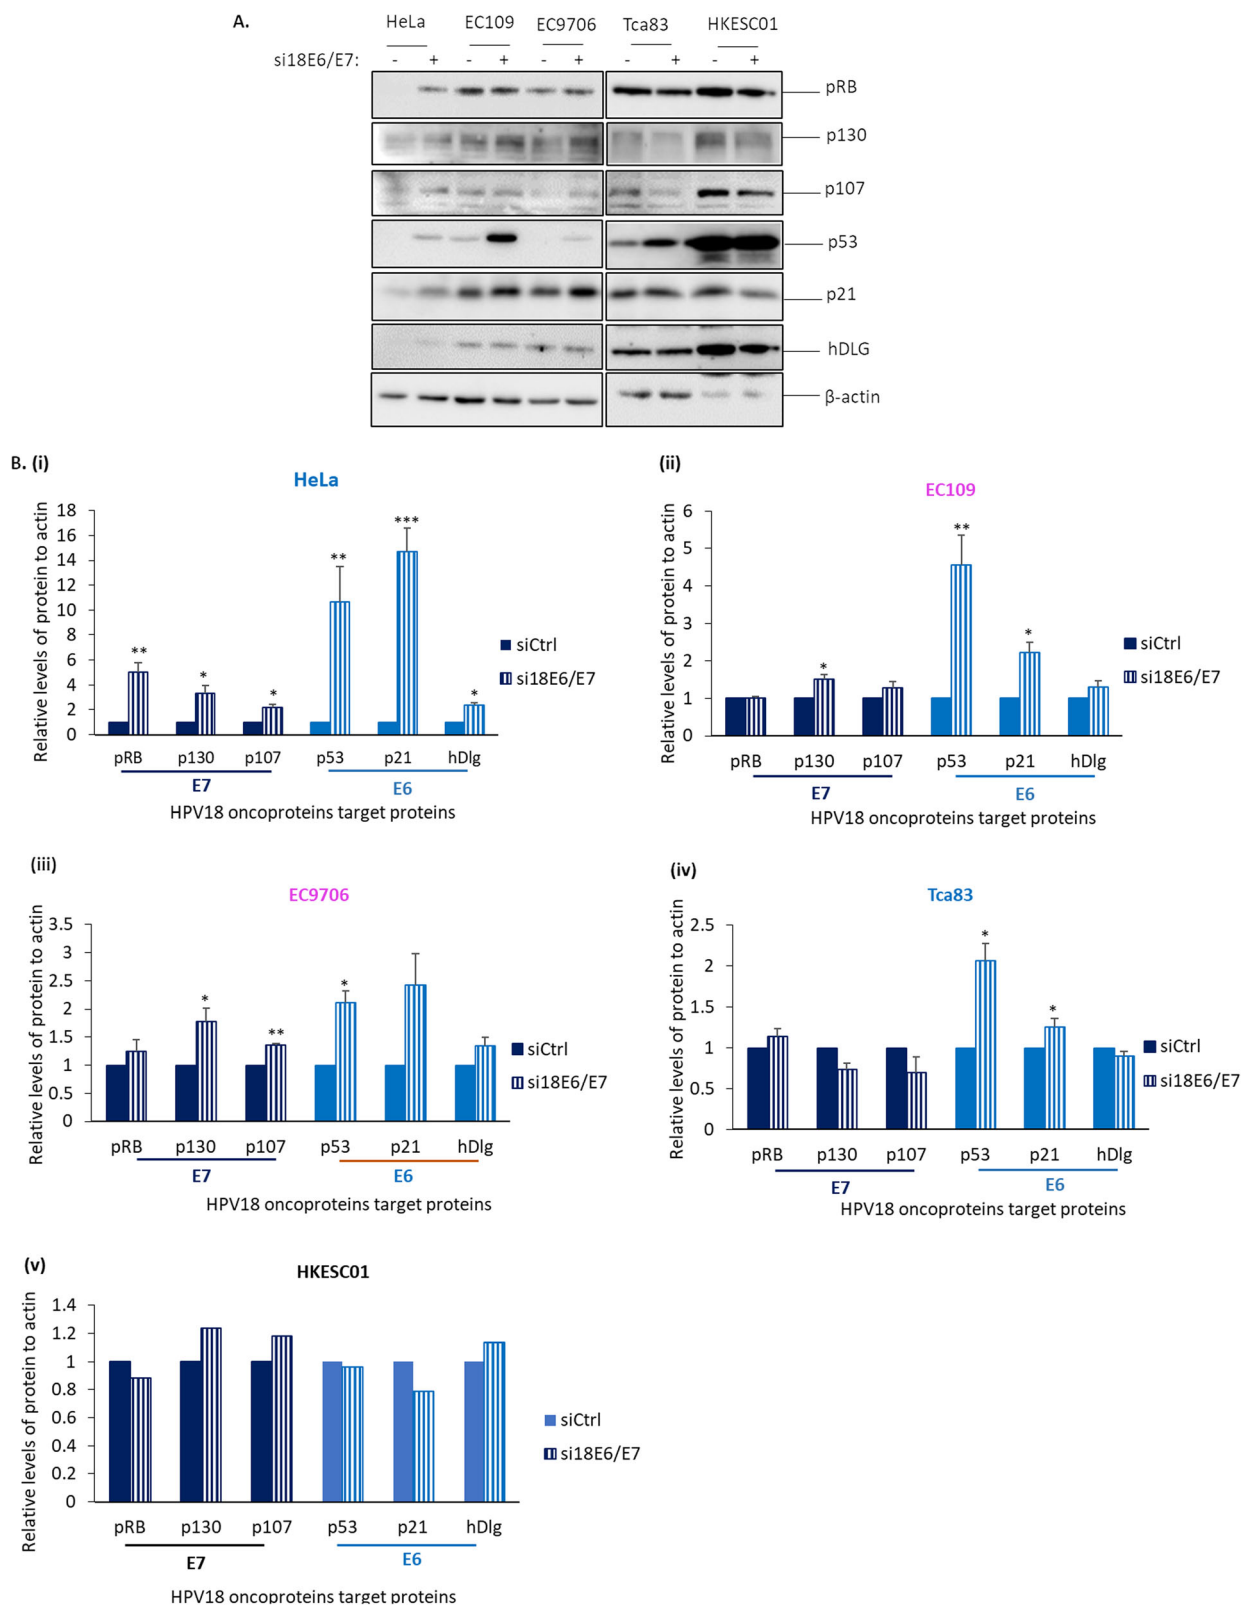 A.
HeLa EC109 EC9706 Tca83 HKESC01
si18E6/E7: - + - + - + - + - +
pRB
p130
p107
p53
p21
hDLG
β-actin
B. (i)
HeLa
Relative levels of protein to actin
18
16
14
12
10
8
6
4
2
0
** * * ** *** *
pRB p130 p107 p53 p21 hDlg
E7 E6
HPV18 oncoproteins target proteins
siCtrl
si18E6/E7
(ii)
EC109
Relative levels of protein to actin
6
5
4
3
2
1
0
* ** *
pRB p130 p107 p53 p21 hDlg
E7 E6
HPV18 oncoproteins target proteins
siCtrl
si18E6/E7
(iii)
EC9706
Relative levels of protein to actin
3.5
3
2.5
2
1.5
1
0.5
0
* ** *
pRB p130 p107 p53 p21 hDlg
E7 E6
HPV18 oncoproteins target proteins
siCtrl
si18E6/E7
(iv)
Tca83
Relative levels of protein to actin
2.5
2
1.5
1
0.5
0
* *
pRB p130 p107 p53 p21 hDlg
E7 E6
HPV18 oncoproteins target proteins
siCtrl
si18E6/E7
(v)
HKESC01
Relative levels of protein to actin
1.4
1.2
1
0.8
0.6
0.4
0.2
0
pRB p130 p107 p53 p21 hDlg
E7 E6
HPV18 oncoproteins target proteins
siCtrl
si18E6/E7